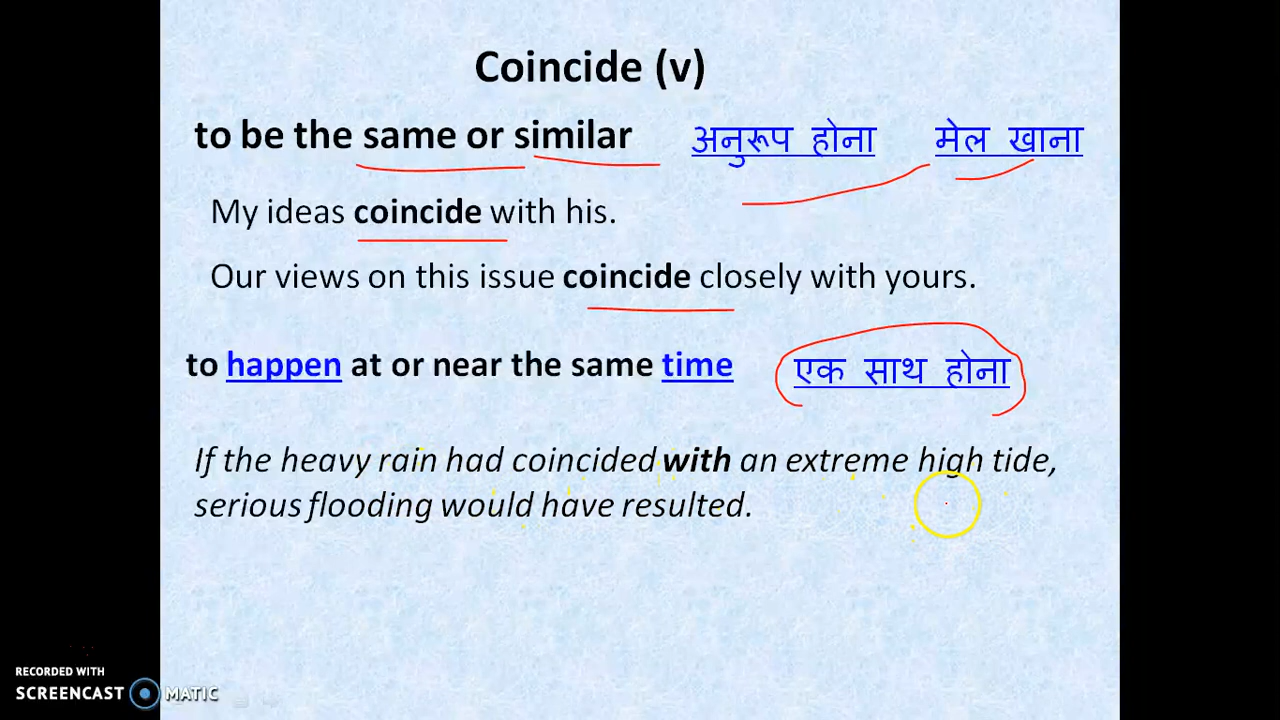 Coincide (v)
to be the same or similar अनुरूप होना मेल खाना
My ideas coincide with his.
Our views on this issue coincide closely with yours.
to happen at or near the same time एक साथ होना
If the heavy rain had coincided with an extreme high tide,
serious flooding would have resulted.
RECORDED WITH
SCREENCAST MATIC